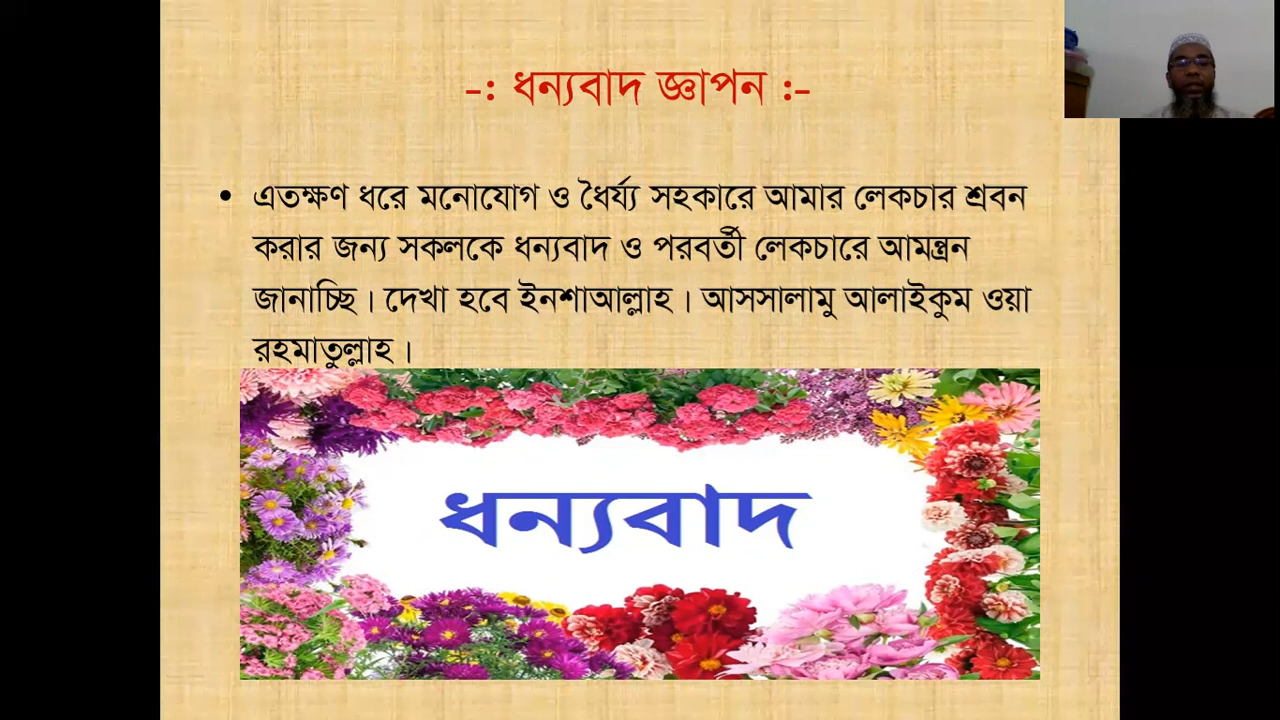 -: ধন্যবাদ জ্ঞাপন :-
• এতক্ষণ ধরে মনোযোগ ও ধৈর্য্য সহকারে আমার লেকচার শ্রবন
করার জন্য সকলকে ধন্যবাদ ও পরবর্তী লেকচারে আমন্ত্রন
জানাচ্ছি। দেখা হবে ইনশাআল্লাহ। আসসালামু আলাইকুম ওয়া
রহমাতুল্লাহ।
ধন্যবাদ